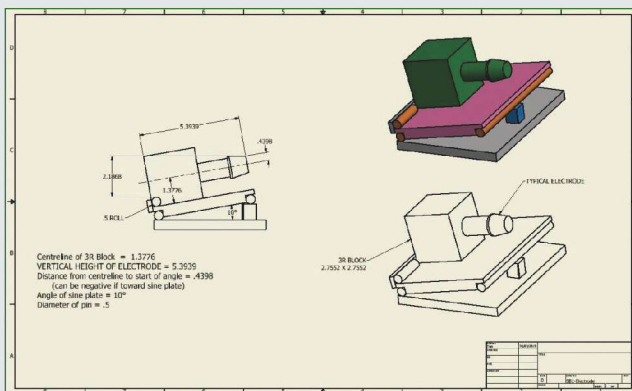 5.3939
.4398
2.1868
1.3776
.5 ROLL
10°
TYPICAL ELECTRODE
3R BLOCK
2.7552 X 2.7552
Centreline of 3R Block = 1.3776
VERTICAL HEIGHT OF ELECTRODE = 5.3939
Distance from centreline to start of angle = .4398
(can be negative if toward sine plate)
Angle of sine plate = 10°
Diameter of pin = .5